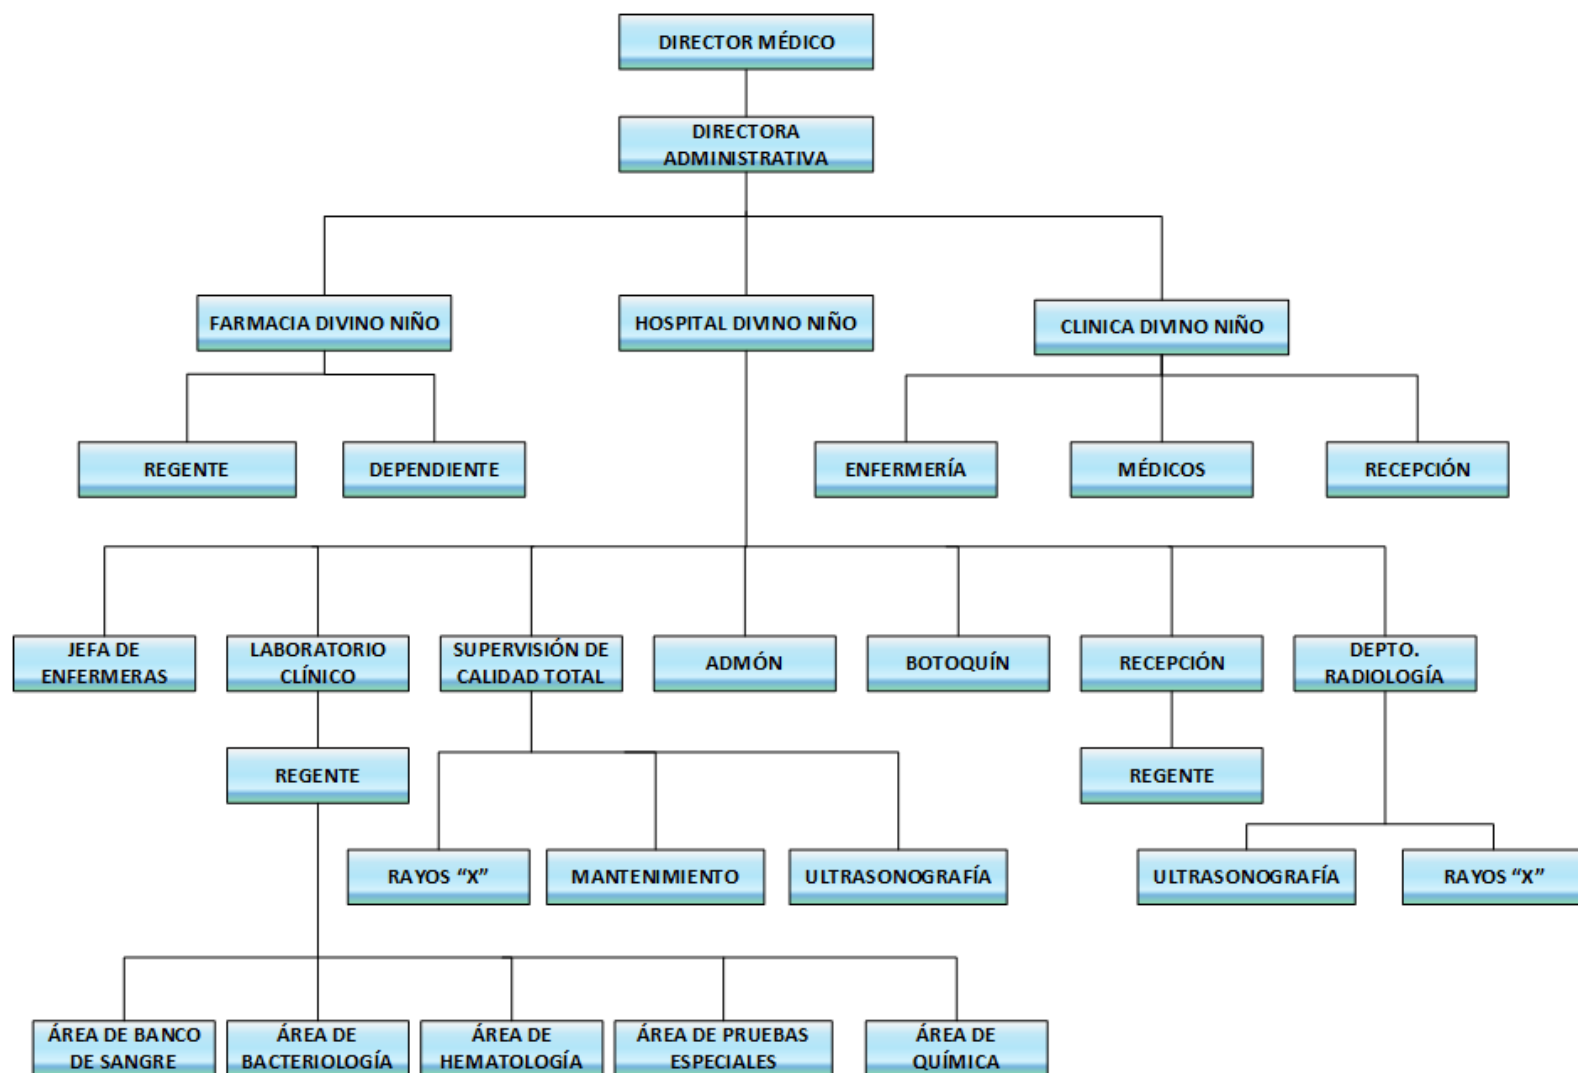 DIRECTOR MÉDICO
DIRECTORA
ADMINISTRATIVA
FARMACIA DIVINO NIÑO
HOSPITAL DIVINO NIÑO
CLINICA DIVINO NIÑO
REGENTE
DEPENDIENTE
ENFERMERÍA
MÉDICOS
RECEPCIÓN
JEFA DE
ENFERMERAS
LABORATORIO
CLÍNICO
SUPERVISIÓN DE
CALIDAD TOTAL
ADMÓN
BOTOQUÍN
RECEPCIÓN
DEPTO.
RADIOLOGÍA
REGENTE
REGENTE
RAYOS “X”
MANTENIMIENTO
ULTRASONOGRAFÍA
ULTRASONOGRAFÍA
RAYOS “X”
ÁREA DE BANCO
DE SANGRE
ÁREA DE
BACTERIOLOGÍA
ÁREA DE
HEMATOLOGÍA
ÁREA DE PRUEBAS
ESPECIALES
ÁREA DE
QUÍMICA